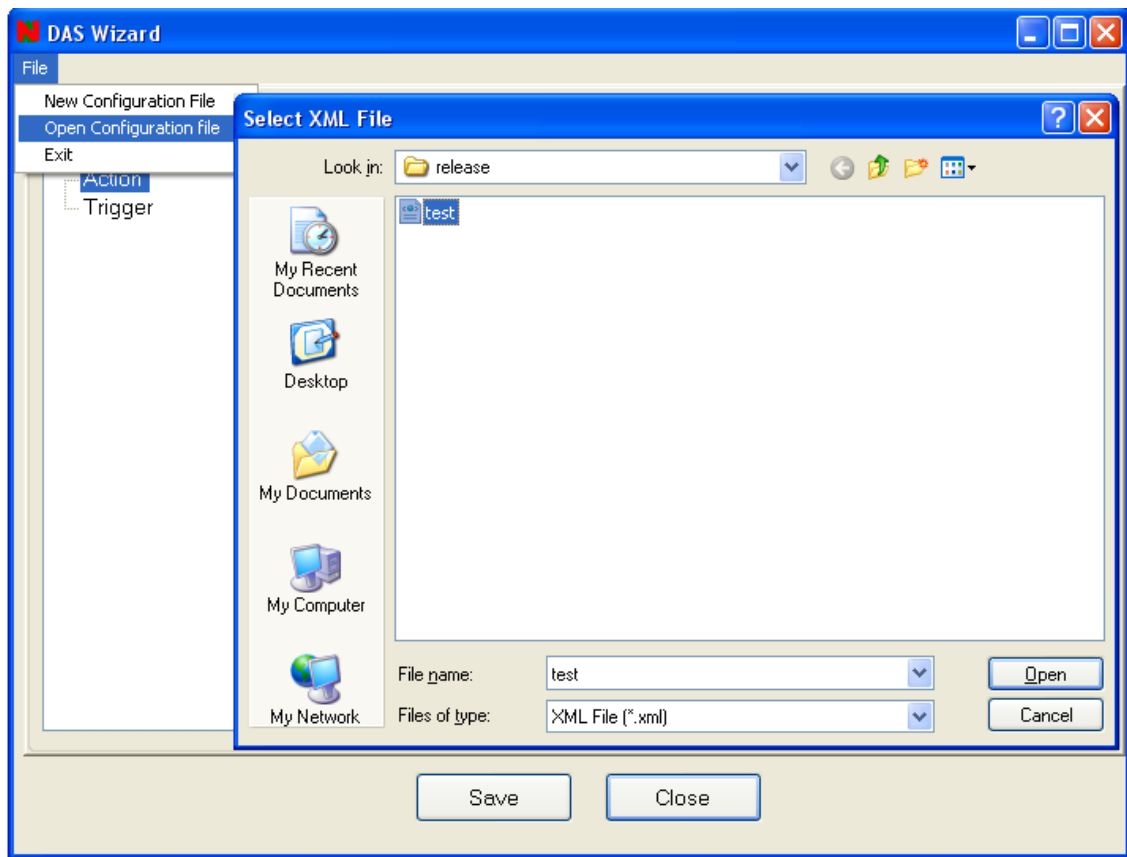 DAS Wizard
File
New Configuration File
Open Configuration file
Exit
Action
Trigger
Select XML File
Look in:
release
test
My Recent
Documents
Desktop
My Documents
My Computer
My Network
File name:
test
Open
Files of type:
XML File (*.xml)
Cancel
Save
Close